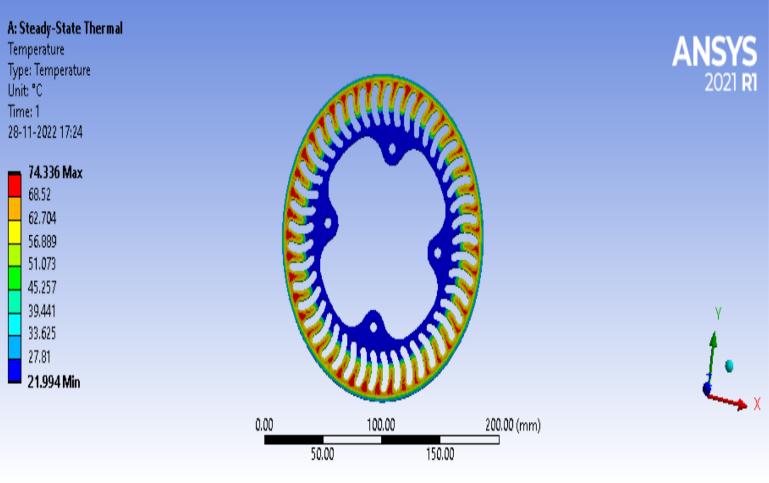 A: Steady-State Thermal
Temperature
Type: Temperature
Unit: °C
Time: 1
28-11-2022 17:24
74.336 Max
68.52
62.704
56.889
51.073
45.257
39.441
33.625
27.81
21.994 Min
ANSYS
2021 R1
0.00 100.00 200.00 (mm)
50.00 150.00
Y
X